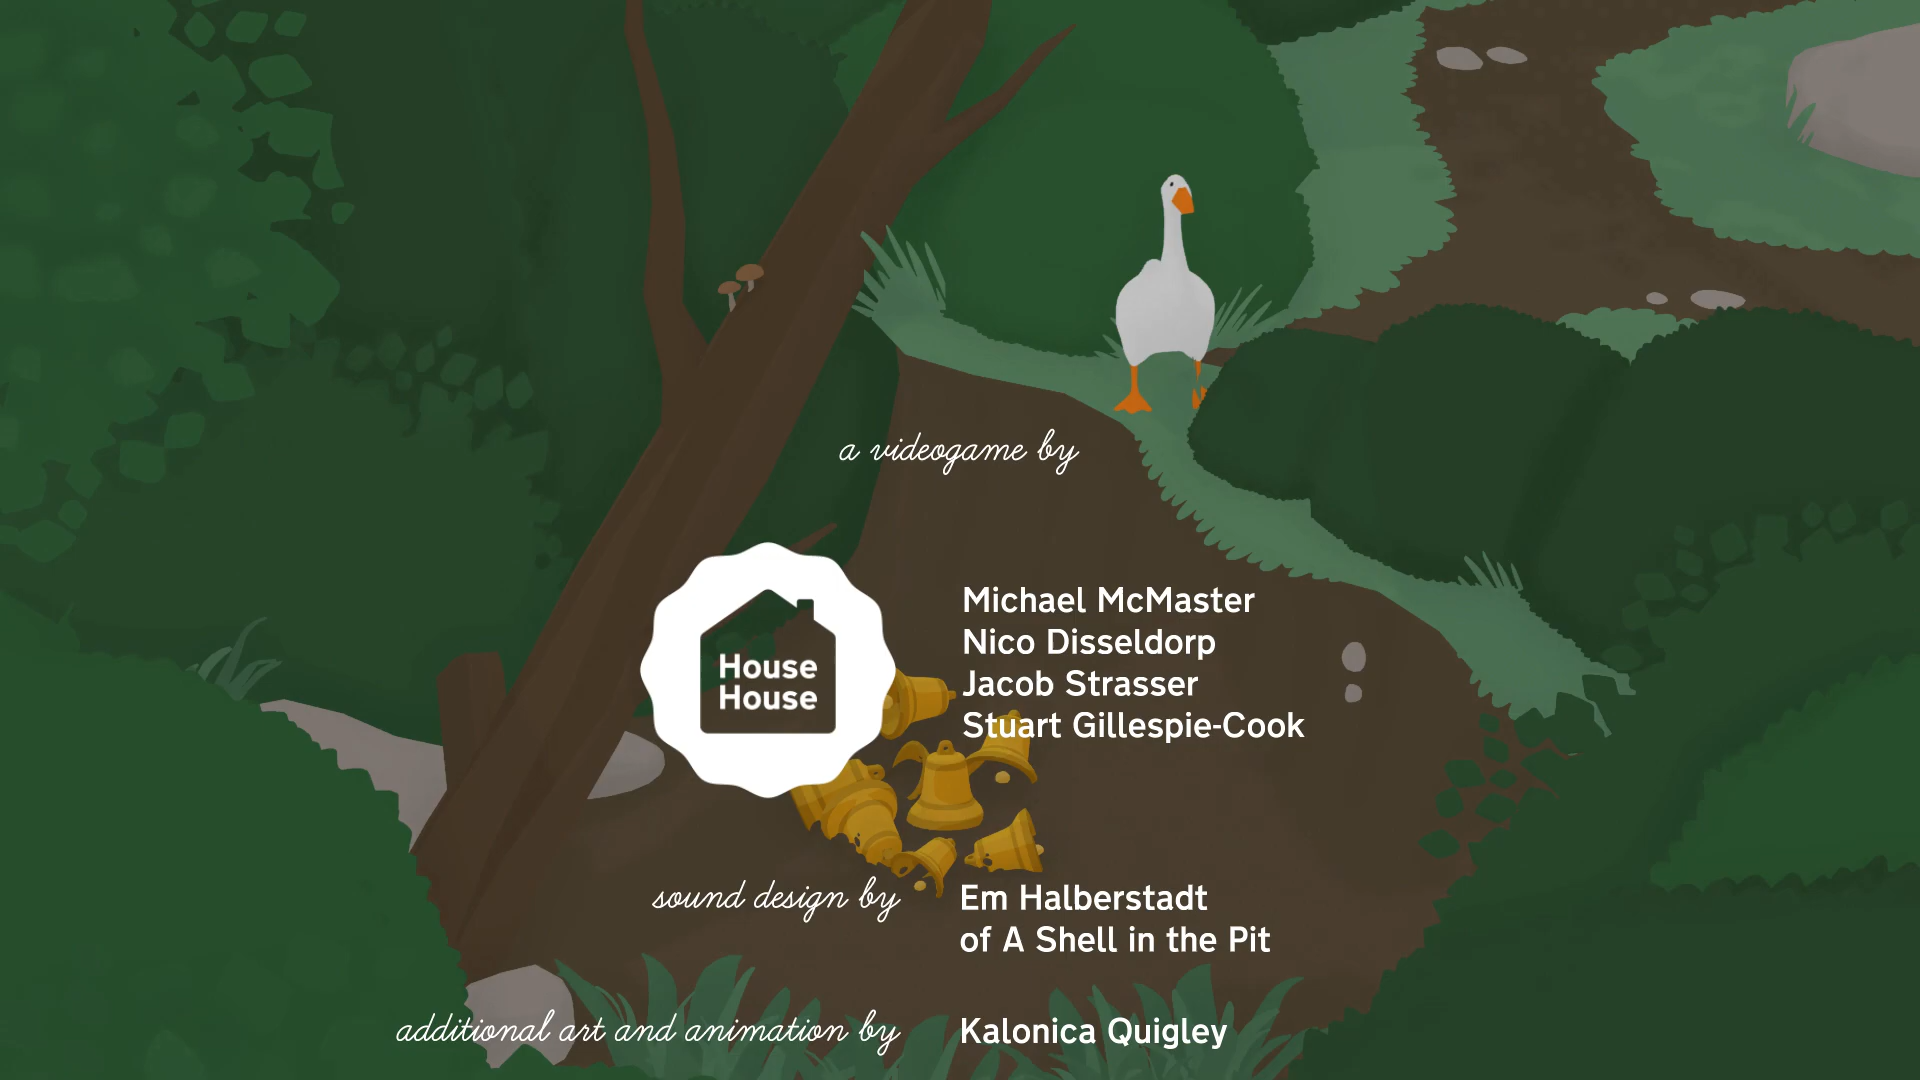 a videogame by
House
House
Michael McMaster
Nico Disseldorp
Jacob Strasser
Stuart Gillespie-Cook
sound design by
Em Halberstadt
of A Shell in the Pit
additional art and animation by
Kalonica Quigley